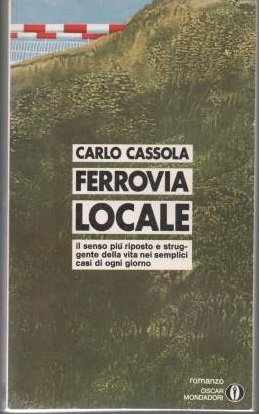 CARLO CASSOLA
FERROVIA
LOCALE
il senso più riposto e strug-
gente della vita nei semplici
casi di ogni giorno
romanzo
OSCAR
MONDADORI